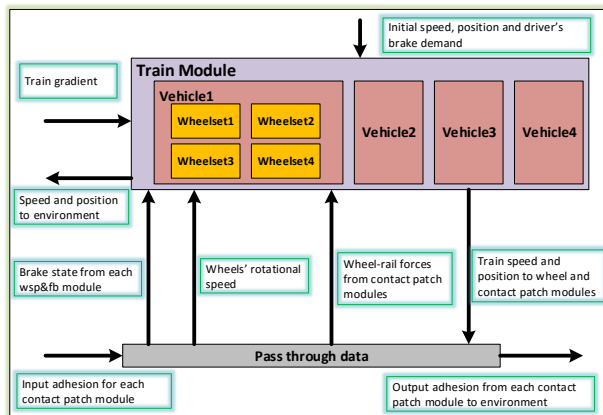 Initial speed, position and driver's
brake demand
Train Module
Train gradient
Vehicle1
Wheelset1
Wheelset2
Wheelset3
Wheelset4
Vehicle2
Vehicle3
Vehicle4
Speed and position
to environment
Brake state from each
wsp&fb module
Wheels' rotational
speed
Wheel-rail forces
from contact patch
modules
Train speed and
position to wheel and
contact patch modules
Pass through data
Input adhesion for each
contact patch module
Output adhesion from each contact
patch module to environment